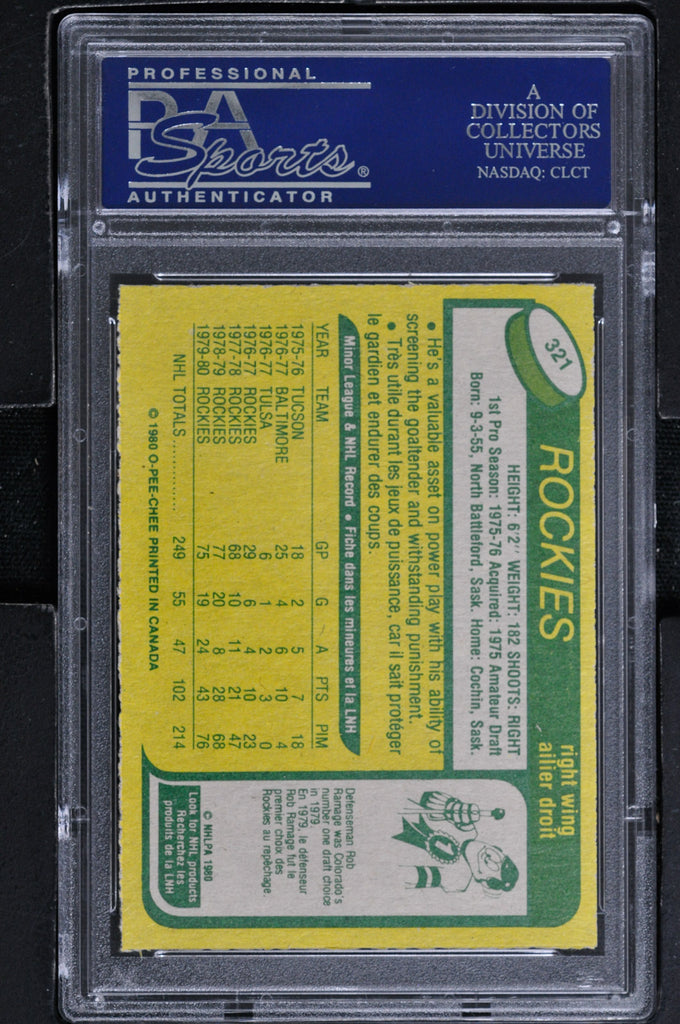 PROFESSIONAL
PSA
Sports®
AUTHENTICATOR
A
DIVISION OF
COLLECTORS
UNIVERSE
NASDAQ: CLCT
321
ROCKIES
right wing
ailier droit
HEIGHT: 6'2'' WEIGHT: 182 SHOOTS: RIGHT
1st Pro Season: 1975-76 Acquired: 1975 Amateur Draft
Born: 9-3-55, North Battleford, Sask. Home: Cochin, Sask.
• He's a valuable asset on power play with his ability of
screening the goaltender and withstanding punishment.
• Très utile durant les jeux de puissance, car il sait protéger
le gardien et endurer des coups.
Minor League & NHL Record • Fiche dans les mineures et la LNH
YEAR TEAM GP G A PTS PIM
1975-76 TUCSON 18 2 5 7 18
1976-77 BALTIMORE 25 4 6 10 4
1976-77 TULSA 6 1 2 3 0
1976-77 ROCKIES 29 6 4 10 23
1977-78 ROCKIES 68 10 11 21 47
1978-79 ROCKIES 77 20 8 28 68
1979-80 ROCKIES 75 19 24 43 76
NHL TOTALS 249 55 47 102 214
© 1980 O-PEE-CHEE PRINTED IN CANADA
Defenseman Rob
Ramage was Colorado's
number one draft choice
in 1979.
En 1979, le défenseur
Rob Ramage fut le
premier choix des
Rockies au repêchage.
© NHLPA 1980
Look for NHL products
Recherchez les
produits de la LNH